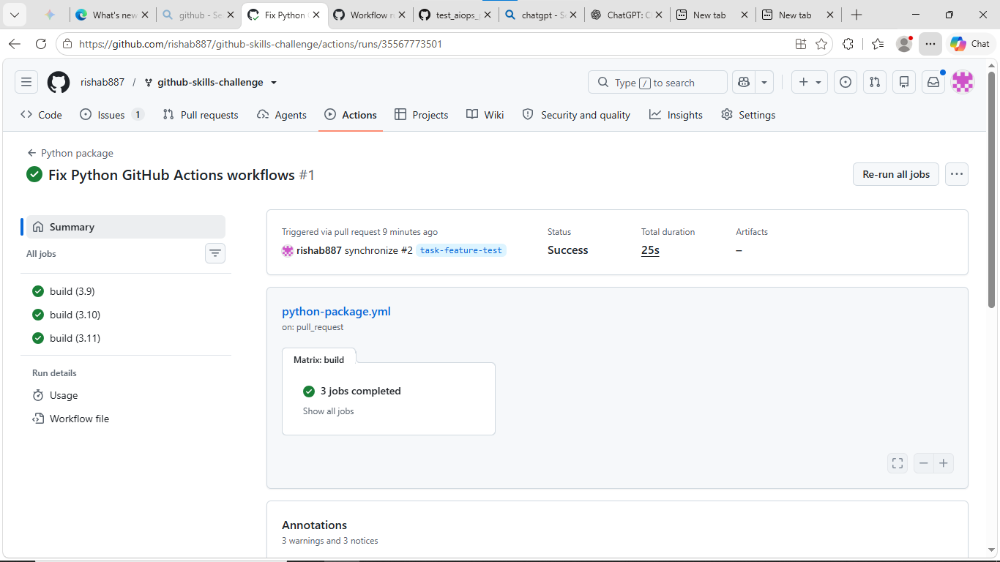 What's new
github - Se
Fix Python
Workflow ru
test_aiops_
chatgpt - Se
ChatGPT: C
New tab
New tab
https://github.com/rishab887/github-skills-challenge/actions/runs/35567773501
Chat
rishab887 / github-skills-challenge
Type / to search
Code
Issues 1
Pull requests
Agents
Actions
Projects
Wiki
Security and quality
Insights
Settings
Python package
Fix Python GitHub Actions workflows #1
Re-run all jobs
Summary
All jobs
build (3.9)
build (3.10)
build (3.11)
Run details
Usage
Workflow file
Triggered via pull request 9 minutes ago
rishab887 synchronize #2 task-feature-test
Status
Success
Total duration
25s
Artifacts
–
python-package.yml
on: pull_request
Matrix: build
3 jobs completed
Show all jobs
Annotations
3 warnings and 3 notices